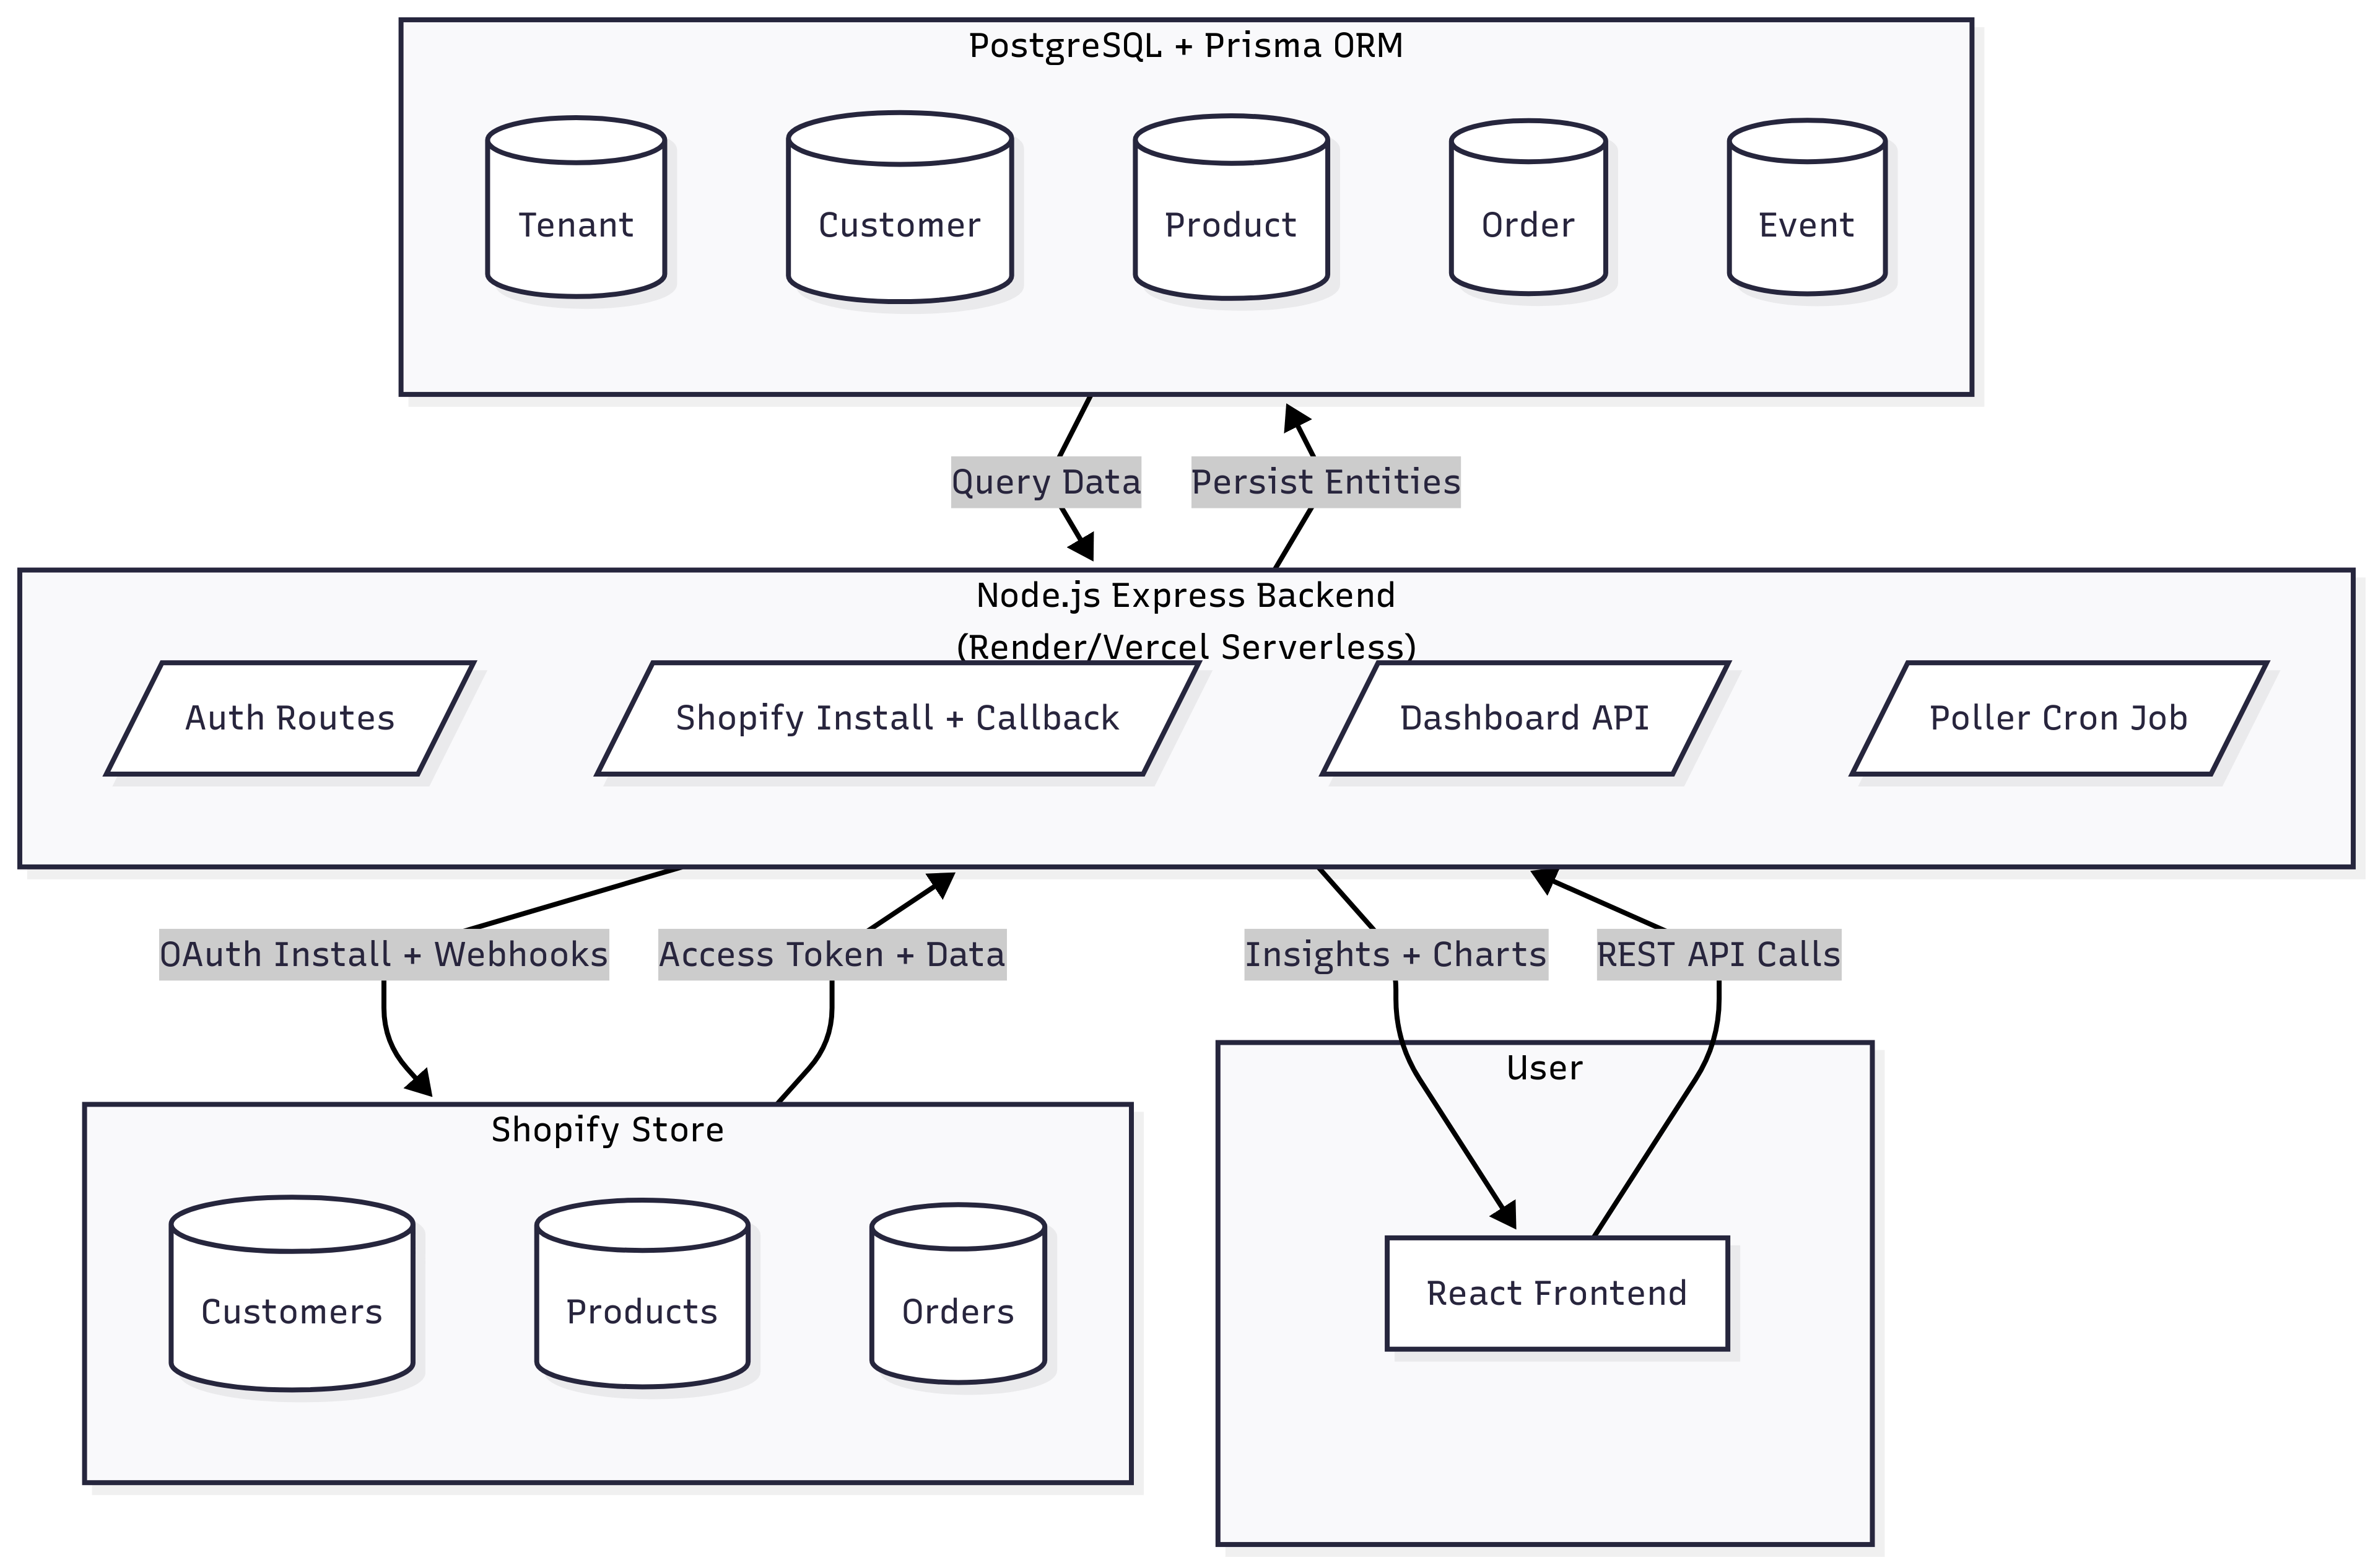 PostgreSQL + Prisma ORM
Tenant
Customer
Product
Order
Event
Query Data
Persist Entities
Node.js Express Backend
(Render/Vercel Serverless)
Auth Routes
Shopify Install + Callback
Dashboard API
Poller Cron Job
OAuth Install + Webhooks
Access Token + Data
Insights + Charts
REST API Calls
User
Shopify Store
Customers
Products
Orders
React Frontend